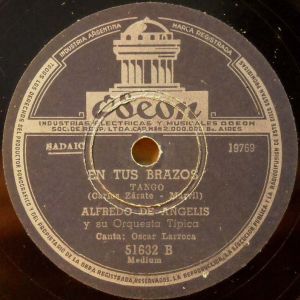 INDUSTRIA ARGENTINA
MARCA REGISTRADA
Odeon
INDUSTRIAS ELECTRICAS Y MUSICALES ODEON
SOC. DE RESP. LTDA. CAP. M$N 2.000.000 Bs. AIRES
SADAIC
19769
EN TUS BRAZOS
TANGO
Zárate - Marvil)
ALFREDO DE ANGELIS
y su Orquesta Típica
Canta: Oscar Larroca
51632 B
Medium